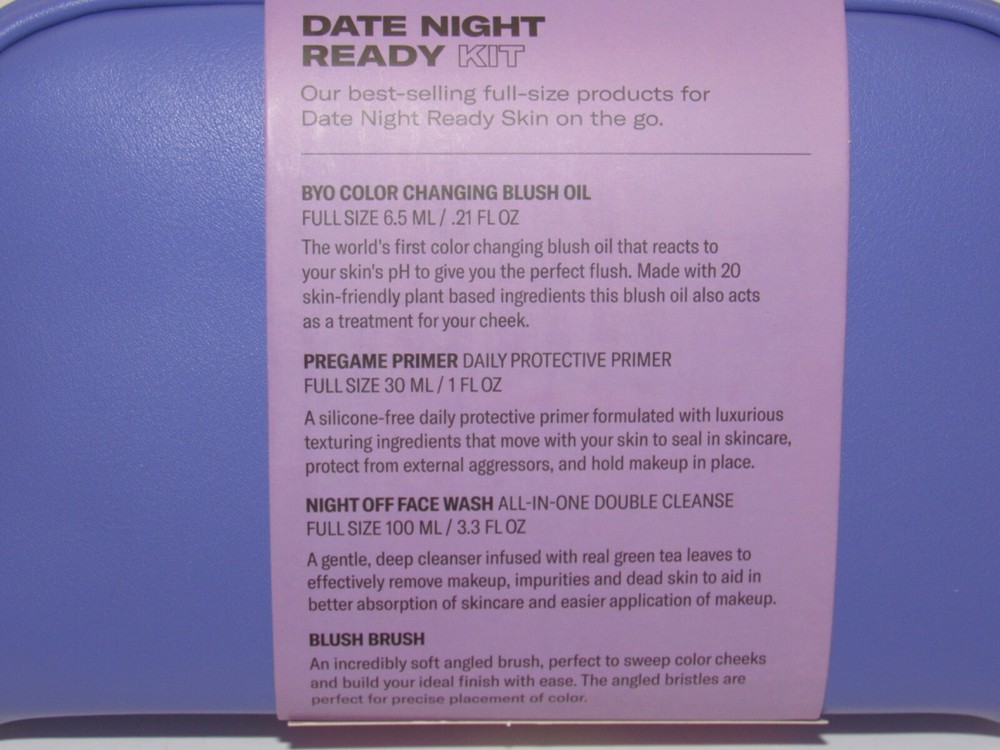 DATE NIGHT
READY KIT
Our best-selling full-size products for
Date Night Ready Skin on the go.
BYO COLOR CHANGING BLUSH OIL
FULL SIZE 6.5 ML / .21 FL OZ
The world's first color changing blush oil that reacts to
your skin's pH to give you the perfect flush. Made with 20
skin-friendly plant based ingredients this blush oil also acts
as a treatment for your cheek.
PREGAME PRIMER DAILY PROTECTIVE PRIMER
FULL SIZE 30 ML / 1 FL OZ
A silicone-free daily protective primer formulated with luxurious
texturing ingredients that move with your skin to seal in skincare,
protect from external aggressors, and hold makeup in place.
NIGHT OFF FACE WASH ALL-IN-ONE DOUBLE CLEANSE
FULL SIZE 100 ML / 3.3 FL OZ
A gentle, deep cleanser infused with real green tea leaves to
effectively remove makeup, impurities and dead skin to aid in
better absorption of skincare and easier application of makeup.
BLUSH BRUSH
An incredibly soft angled brush, perfect to sweep color cheeks
and build your ideal finish with ease. The angled bristles are
perfect for precise placement of color.